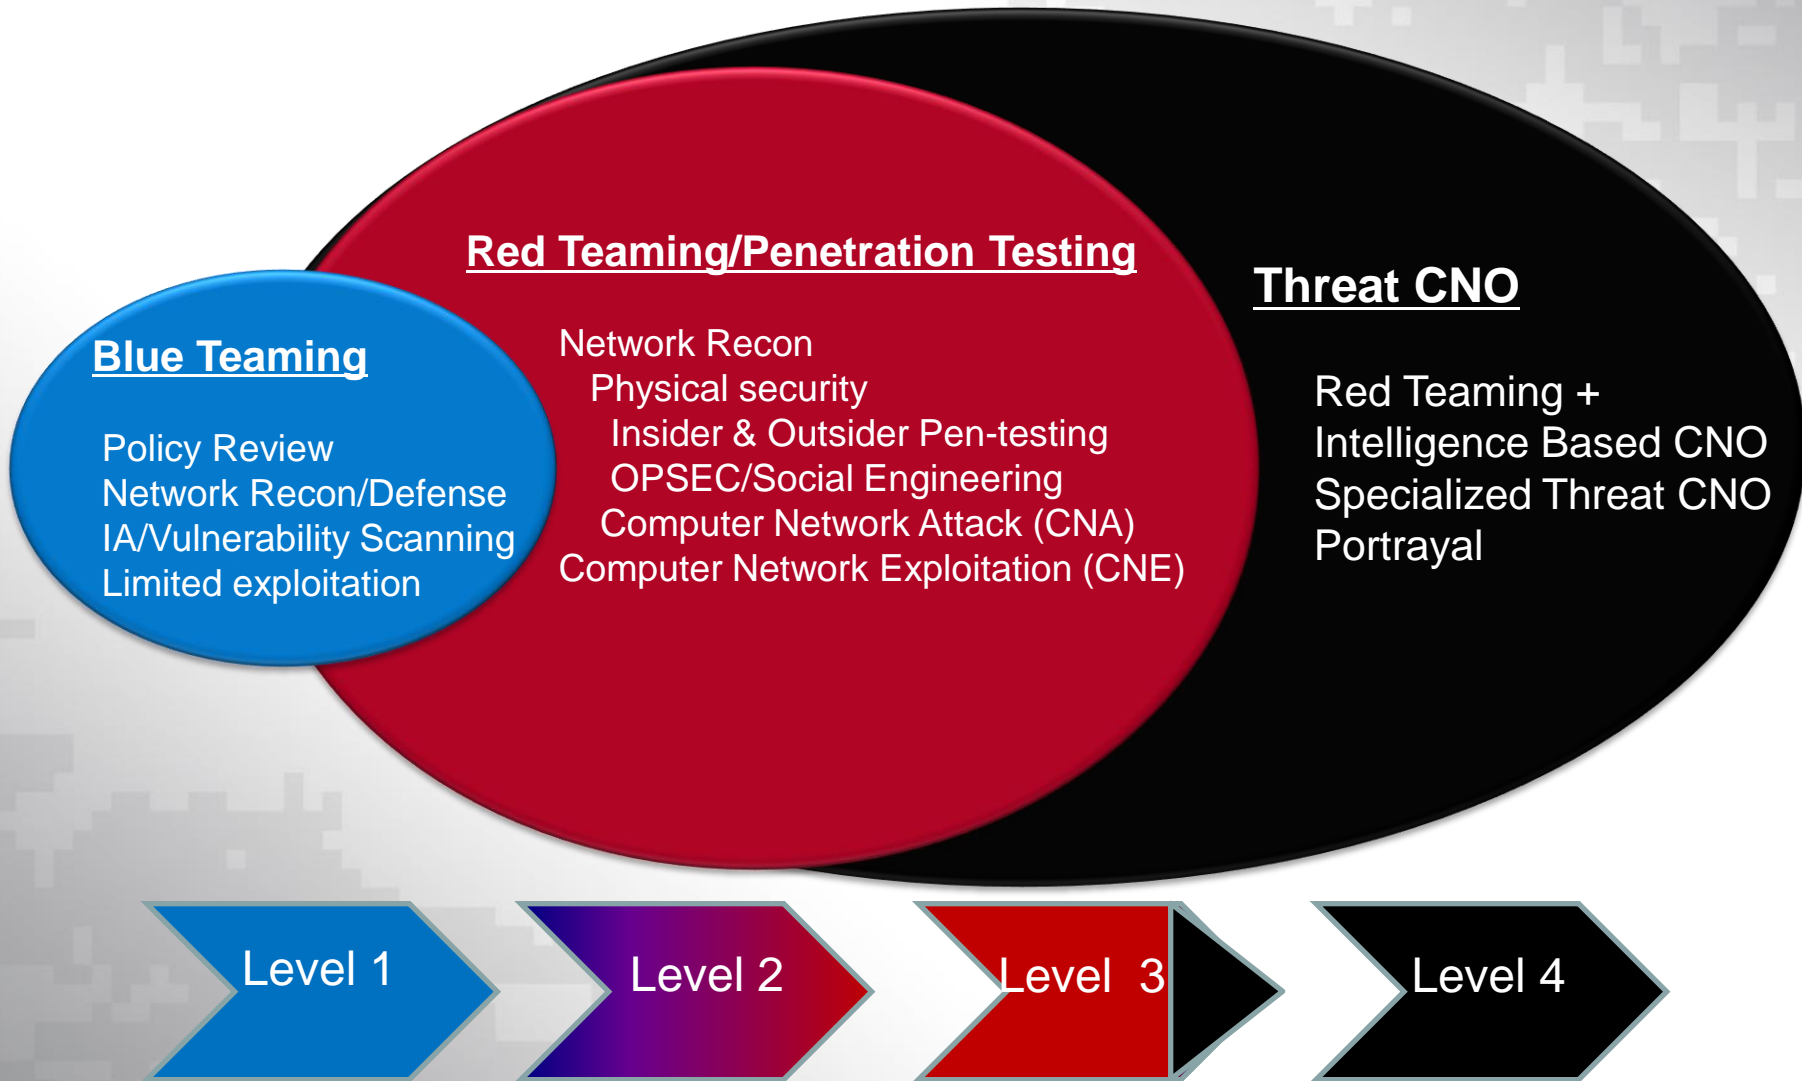 Red Teaming/Penetration Testing
Network Recon
Physical security
Insider & Outsider Pen-testing
OPSEC/Social Engineering
Computer Network Attack (CNA)
Computer Network Exploitation (CNE)
Threat CNO
Red Teaming +
Intelligence Based CNO
Specialized Threat CNO
Portrayal
Blue Teaming
Policy Review
Network Recon/Defense
IA/Vulnerability Scanning
Limited exploitation
Level 1
Level 2
Level 3
Level 4